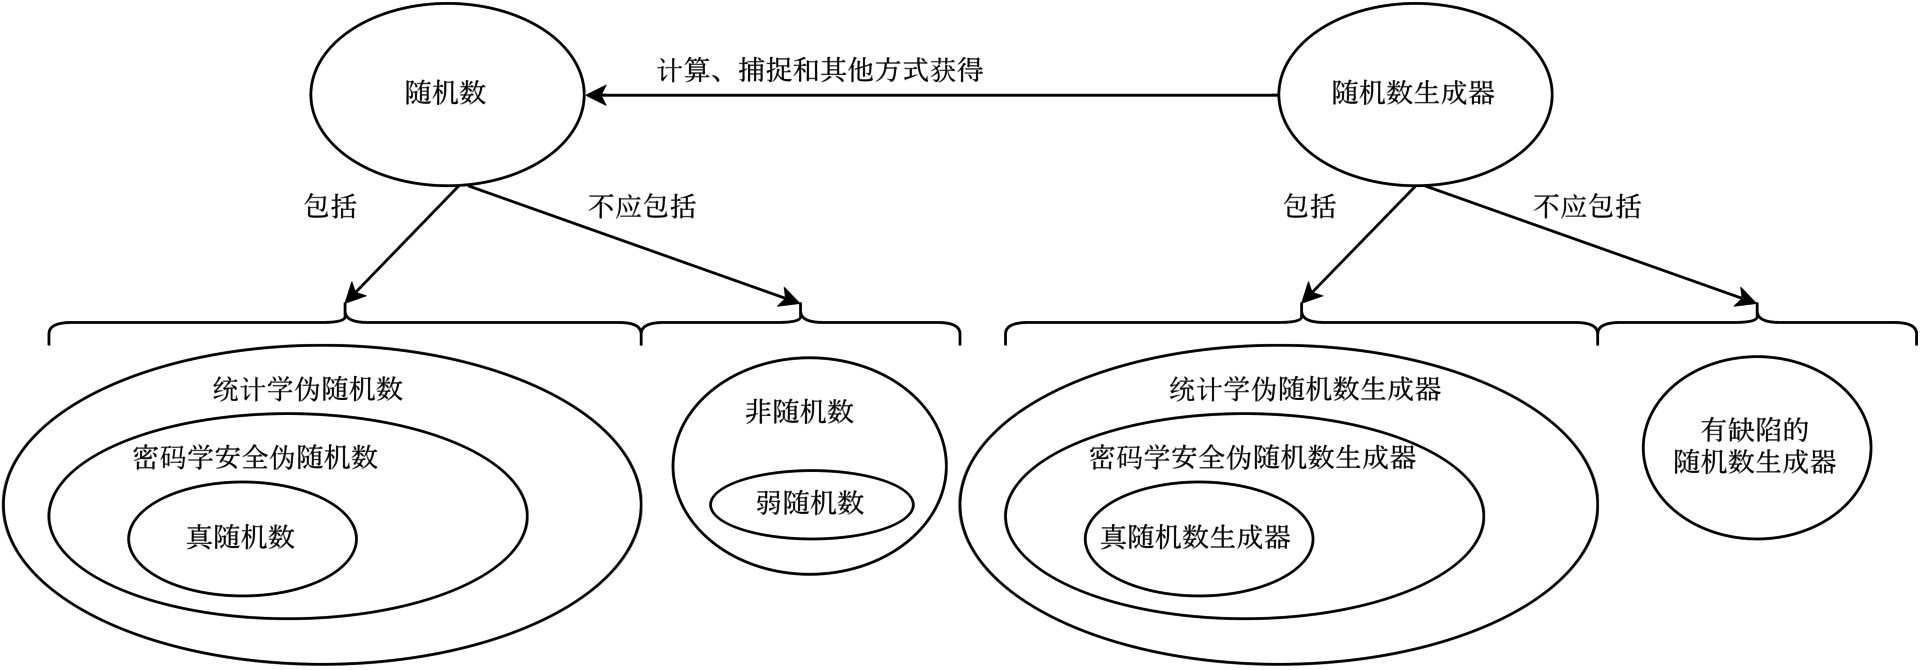 随机数
计算、捕捉和其他方式获得
随机数生成器
包括
不应包括
包括
不应包括
统计学伪随机数
密码学安全伪随机数
真随机数
非随机数
弱随机数
统计学伪随机数生成器
密码学安全伪随机数生成器
真随机数生成器
有缺陷的
随机数生成器